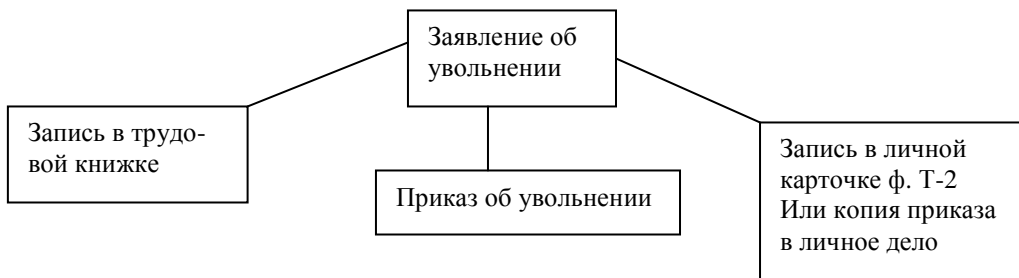 Заявление об
увольнении
Запись в трудо-
вой книжке
Приказ об увольнении
Запись в личной
карточке ф. Т-2
Или копия приказа
в личное дело